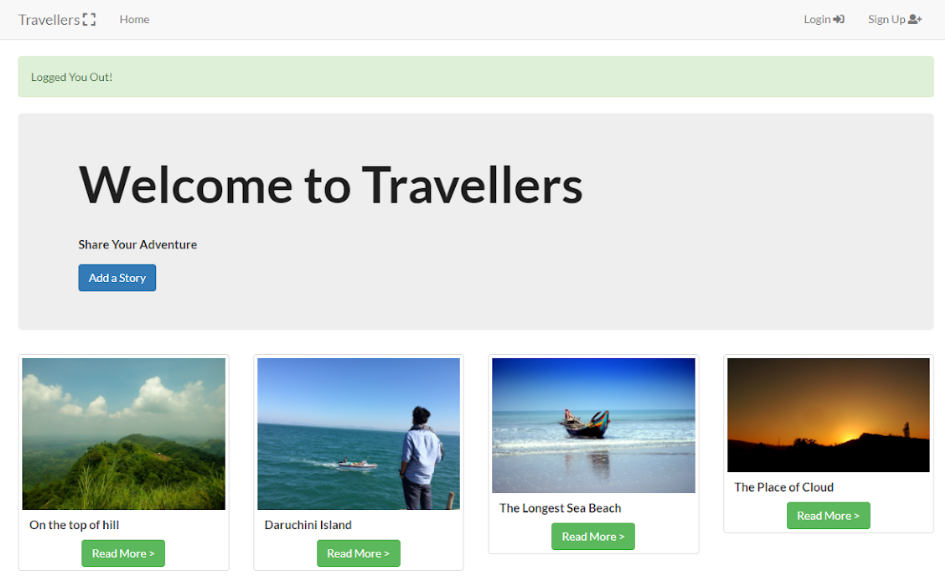 Travellers Home Login Sign Up
Logged You Out!
Welcome to Travellers
Share Your Adventure
Add a Story
On the top of hill
Read More >
Daruchini Island
Read More >
The Longest Sea Beach
Read More >
The Place of Cloud
Read More >